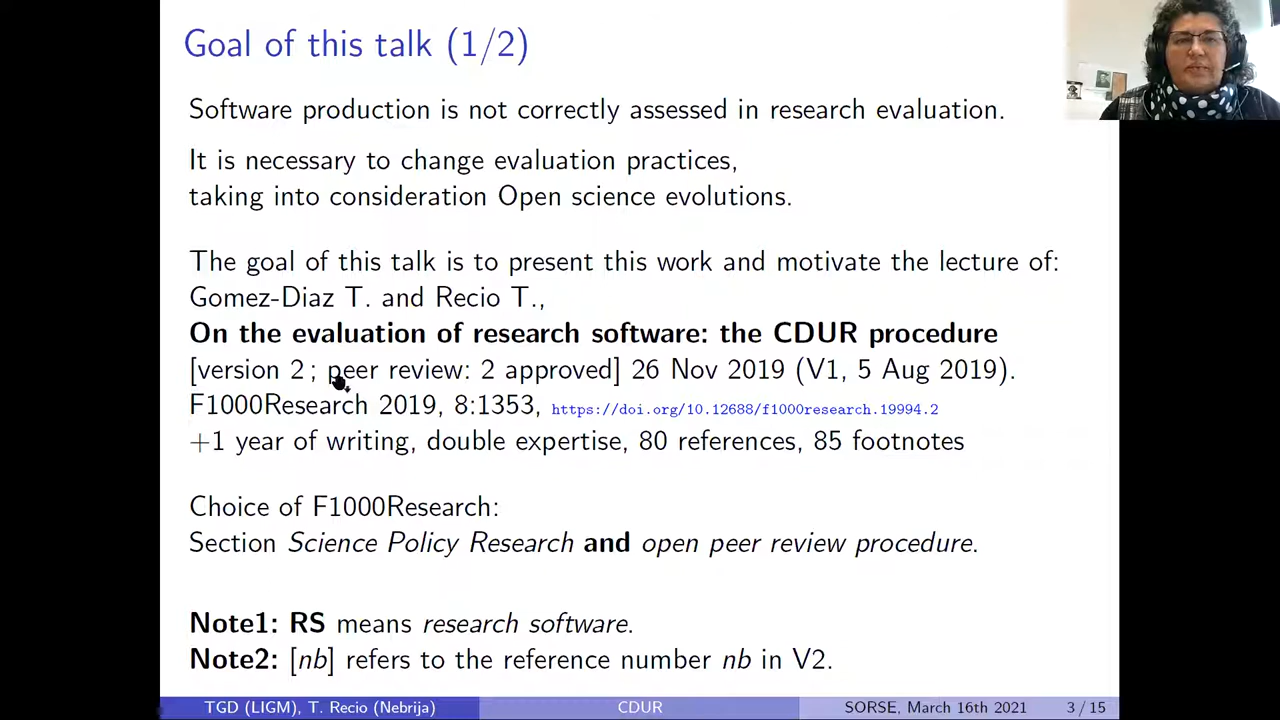 Goal of this talk (1/2)
Software production is not correctly assessed in research evaluation.
It is necessary to change evaluation practices,
taking into consideration Open science evolutions.
The goal of this talk is to present this work and motivate the lecture of:
Gomez-Diaz T. and Recio T.,
On the evaluation of research software: the CDUR procedure
[version 2; peer review: 2 approved] 26 Nov 2019 (V1, 5 Aug 2019).
F1000Research 2019, 8:1353, https://doi.org/10.12688/f1000research.19994.2
+1 year of writing, double expertise, 80 references, 85 footnotes
Choice of F1000Research:
Section Science Policy Research and open peer review procedure.
Note1: RS means research software.
Note2: [nb] refers to the reference number nb in V2.
TGD (LIGM), T. Recio (Nebrija) CDUR SORSE, March 16th 2021 3 / 15